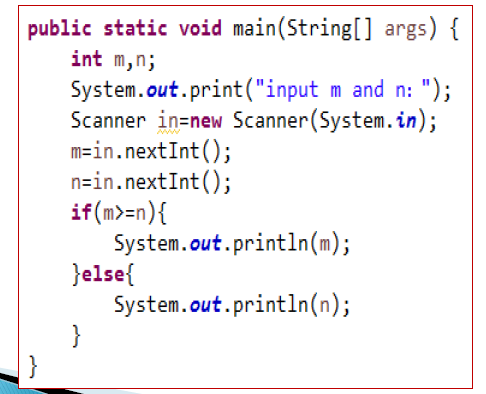 public static void main(String[] args) {
    int m,n;
    System.out.print("input m and n: ");
    Scanner in=new Scanner(System.in);
    m=in.nextInt();
    n=in.nextInt();
    if(m>=n){
        System.out.println(m);
    }else{
        System.out.println(n);
    }
}